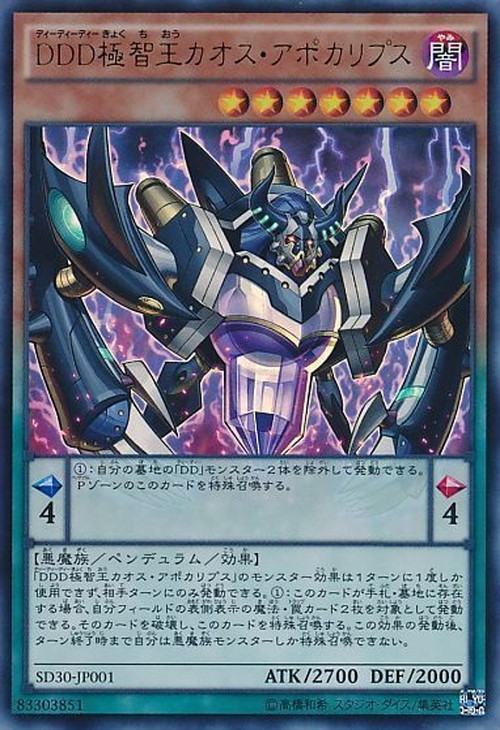 ディーディーディーきょくちおう
DDD極智王カオス・アポカリプス
やみ
闇
①：自分の墓地の「DD」モンスター２体を除外して発動できる。
Pゾーンのこのカードを特殊召喚する。
4
4
【悪魔族／ペンデュラム／効果】
「DDD極智王カオス・アポカリプス」のモンスター効果は１ターンに１度しか
使用できず、相手ターンにのみ発動できる。①：このカードが手札・墓地に存在
する場合、自分フィールドの表側表示の魔法・罠カード２枚を対象として発動
できる。そのカードを破壊し、このカードを特殊召喚する。この効果の発動後、
ターン終了時まで自分は悪魔族モンスターしか特殊召喚できない。
SD30-JP001
ATK/2700 DEF/2000
83303851
©高橋和希 スタジオ・ダイス/集英社